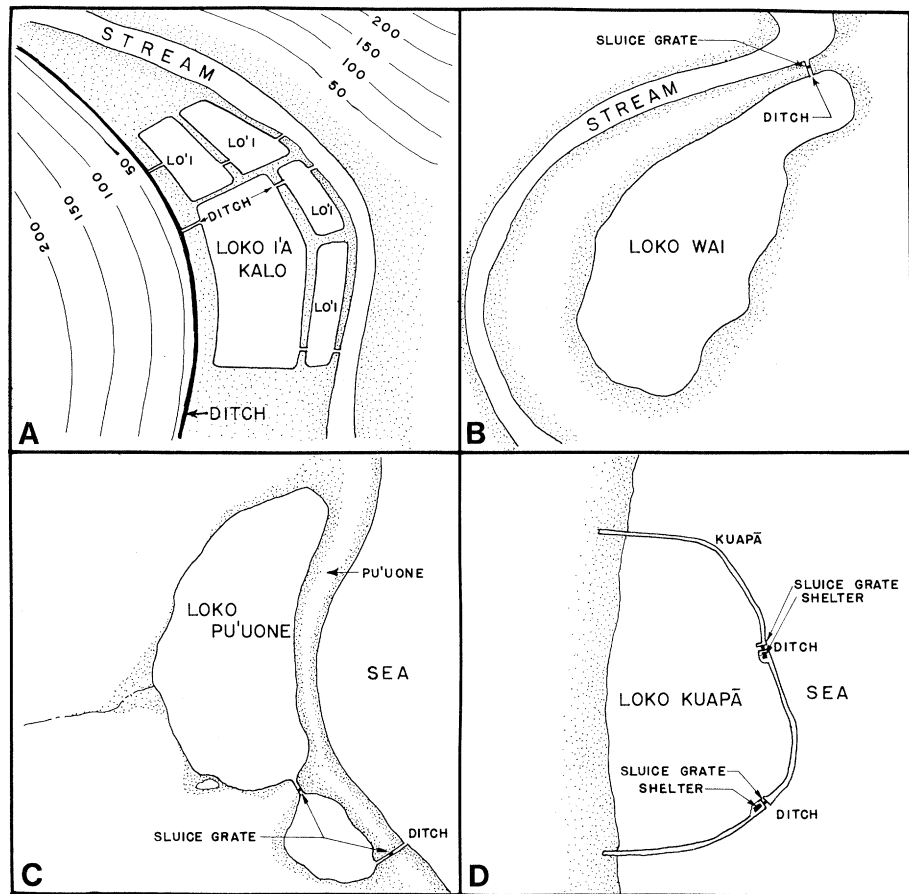 STREAM
200
150
100
50
LO'I
LO'I
LO'I
DITCH
LOKO I'A
KALO
LO'I
50
100
150
200
DITCH
A
SLUICE GRATE
STREAM
DITCH
LOKO WAI
B
PU'UONE
LOKO
PU'UONE
SEA
SLUICE GRATE
DITCH
C
KUAPĀ
SLUICE GRATE
SHELTER
DITCH
LOKO KUAPĀ
SEA
SLUICE GRATE
SHELTER
DITCH
D